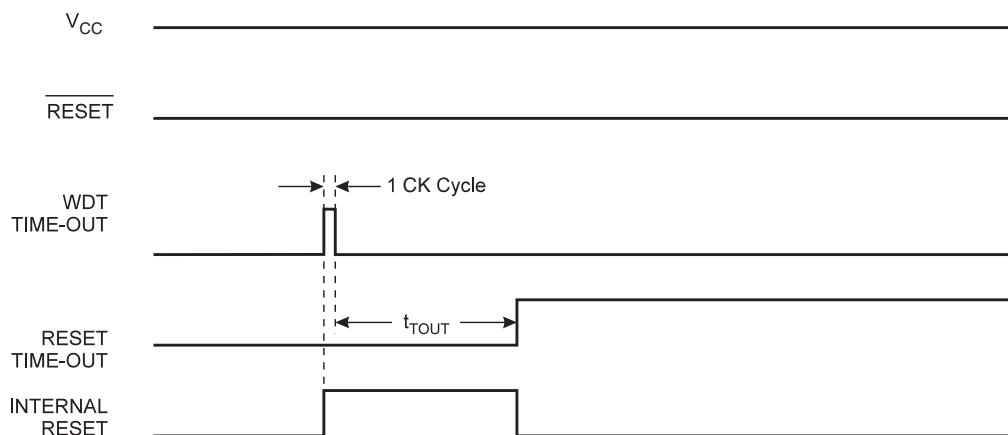 VCC
RESET
1 CK Cycle
WDT
TIME-OUT
tTOUT
RESET
TIME-OUT
INTERNAL
RESET